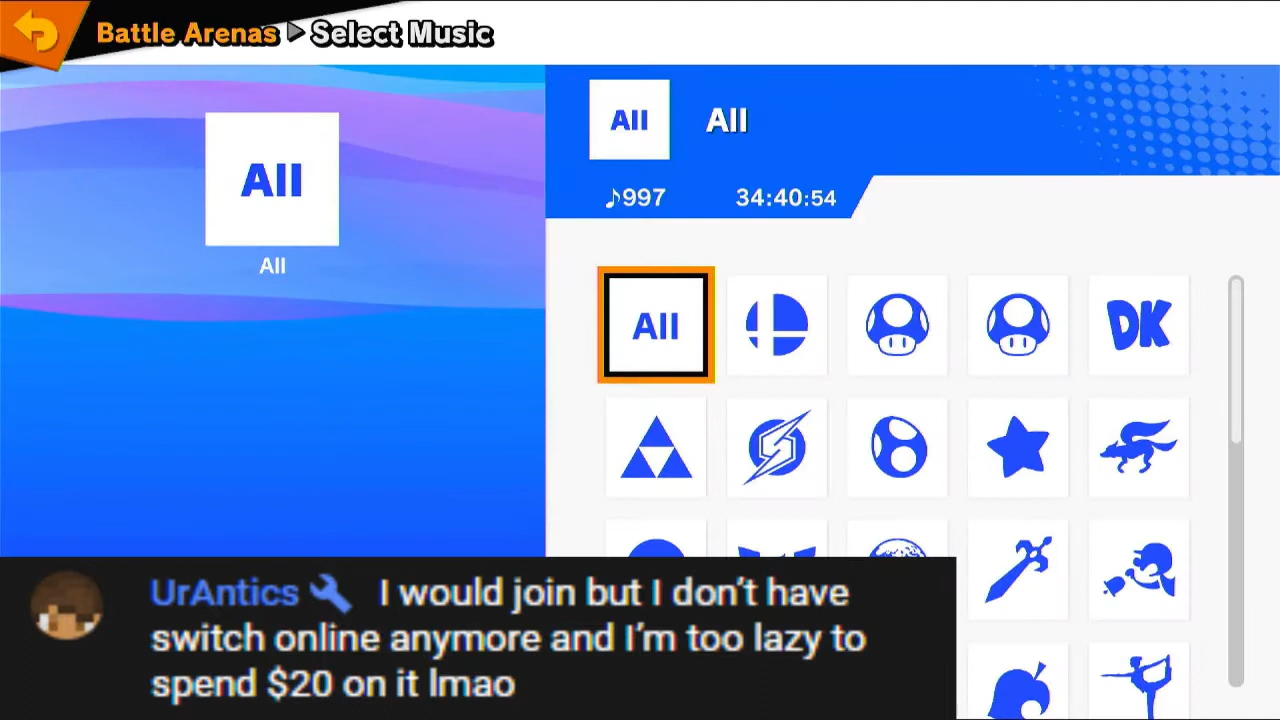 Battle Arenas ▶ Select Music
All
All
All
All
♪997 34:40:54
All
DK
UrAntics 🔧 I would join but I don't have
switch online anymore and I'm too lazy to
spend $20 on it lmao